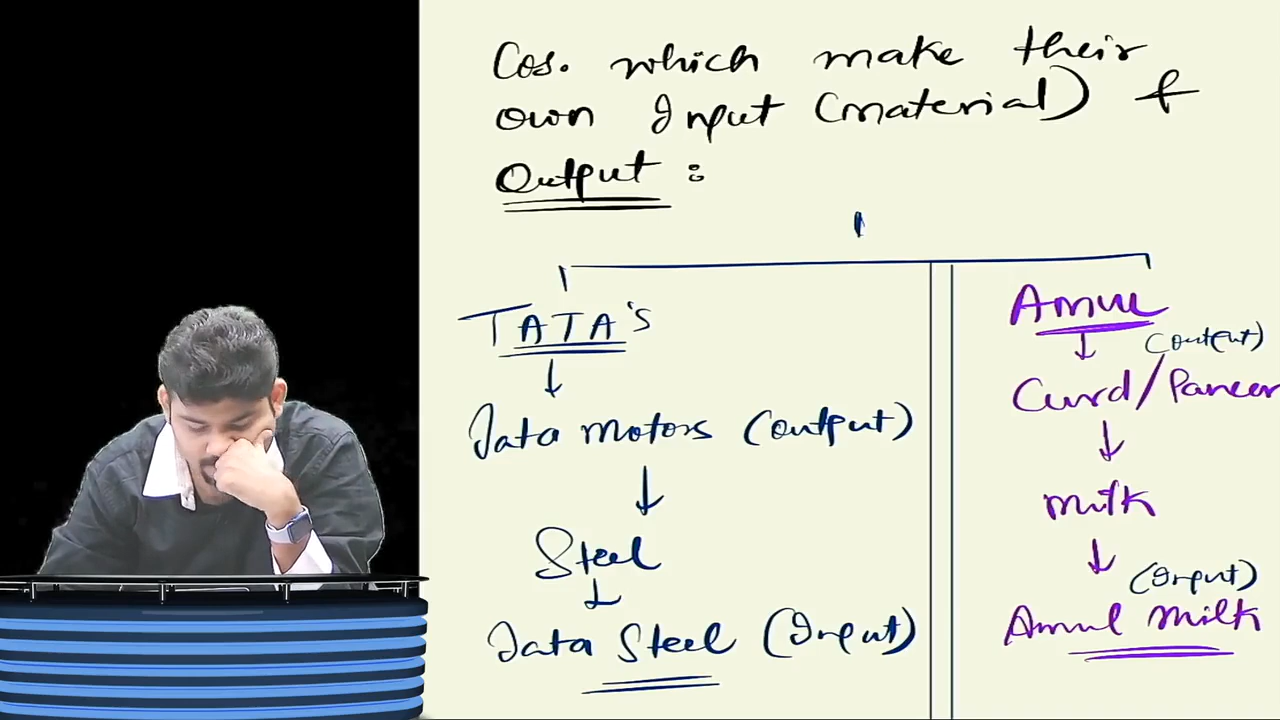 Cos. which make their
own Input (material) &
Output :
TATA's
Tata Motors (output)
Steel
Tata Steel (Input)
Amul
(output)
Curd/Paneer
Milk
(Input)
Amul Milk